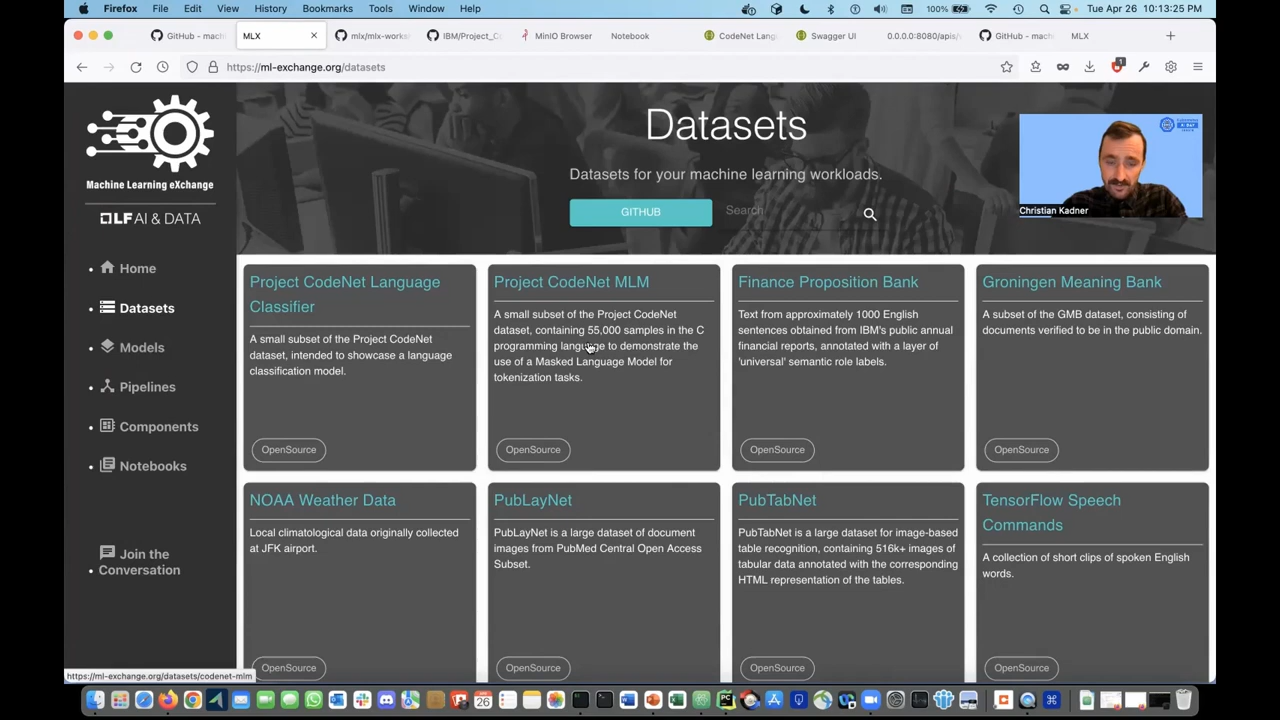 Firefox File Edit View History Bookmarks Tools Window Help 100% Tue Apr 26 10:13:25 PM
GitHub - mach MLX mlx/mlx-works IBM/Project_C MinIO Browser Notebook CodeNet Lang Swagger UI 0.0.0.0:8080/apis/v GitHub - mach MLX
https://ml-exchange.org/datasets
Machine Learning eXchange
LF AI & DATA
Home
Datasets
Models
Pipelines
Components
Notebooks
Join the
Conversation
Datasets
Datasets for your machine learning workloads.
GITHUB
Search
Christian Kadner
Project CodeNet Language
Classifier
A small subset of the Project CodeNet
dataset, intended to showcase a language
classification model.
OpenSource
Project CodeNet MLM
A small subset of the Project CodeNet
dataset, containing 55,000 samples in the C
programming language to demonstrate the
use of a Masked Language Model for
tokenization tasks.
OpenSource
Finance Proposition Bank
Text from approximately 1000 English
sentences obtained from IBM's public annual
financial reports, annotated with a layer of
'universal' semantic role labels.
OpenSource
Groningen Meaning Bank
A subset of the GMB dataset, consisting of
documents verified to be in the public domain.
OpenSource
NOAA Weather Data
Local climatological data originally collected
at JFK airport.
OpenSource
PubLayNet
PubLayNet is a large dataset of document
images from PubMed Central Open Access
Subset.
OpenSource
PubTabNet
PubTabNet is a large dataset for image-based
table recognition, containing 516k+ images of
tabular data annotated with the corresponding
HTML representation of the tables.
OpenSource
TensorFlow Speech
Commands
A collection of short clips of spoken English
words.
OpenSource
https://ml-exchange.org/datasets/codenet-mlm